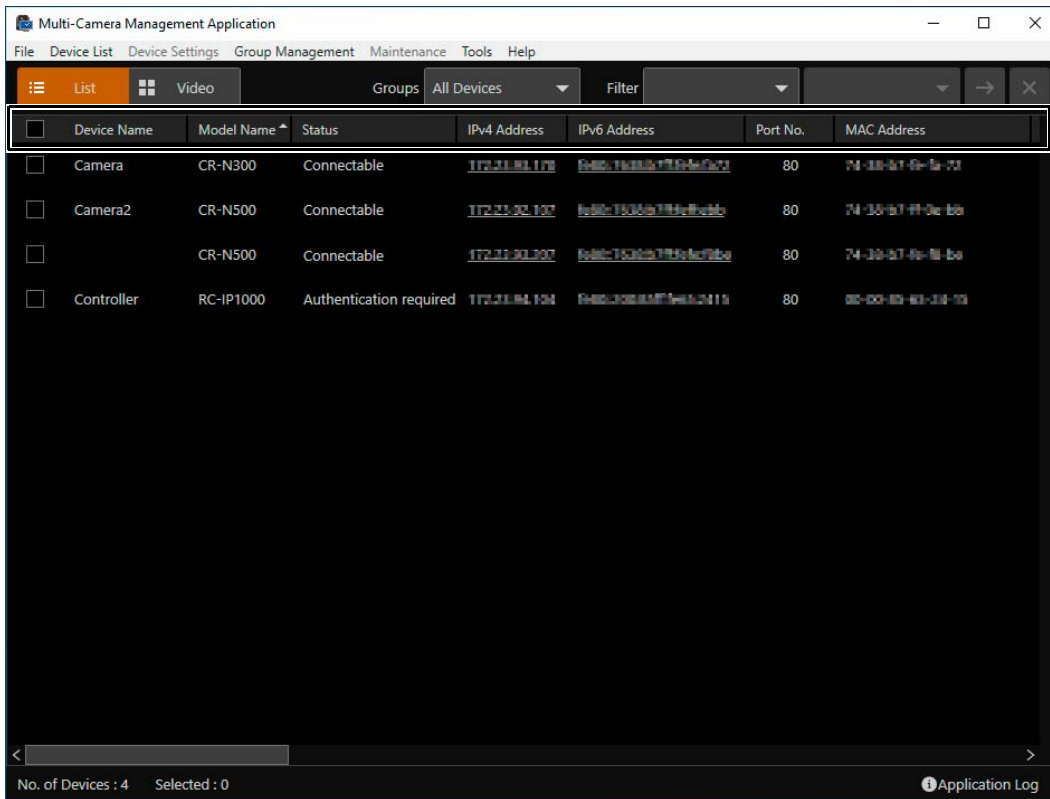 Multi-Camera Management Application
File Device List Device Settings Group Management Maintenance Tools Help
List Video Groups All Devices Filter
Device Name Model Name Status IPv4 Address IPv6 Address Port No. MAC Address
Camera CR-N300 Connectable 80
Camera2 CR-N500 Connectable 80
CR-N500 Connectable 80
Controller RC-IP1000 Authentication required 80
No. of Devices : 4 Selected : 0 Application Log